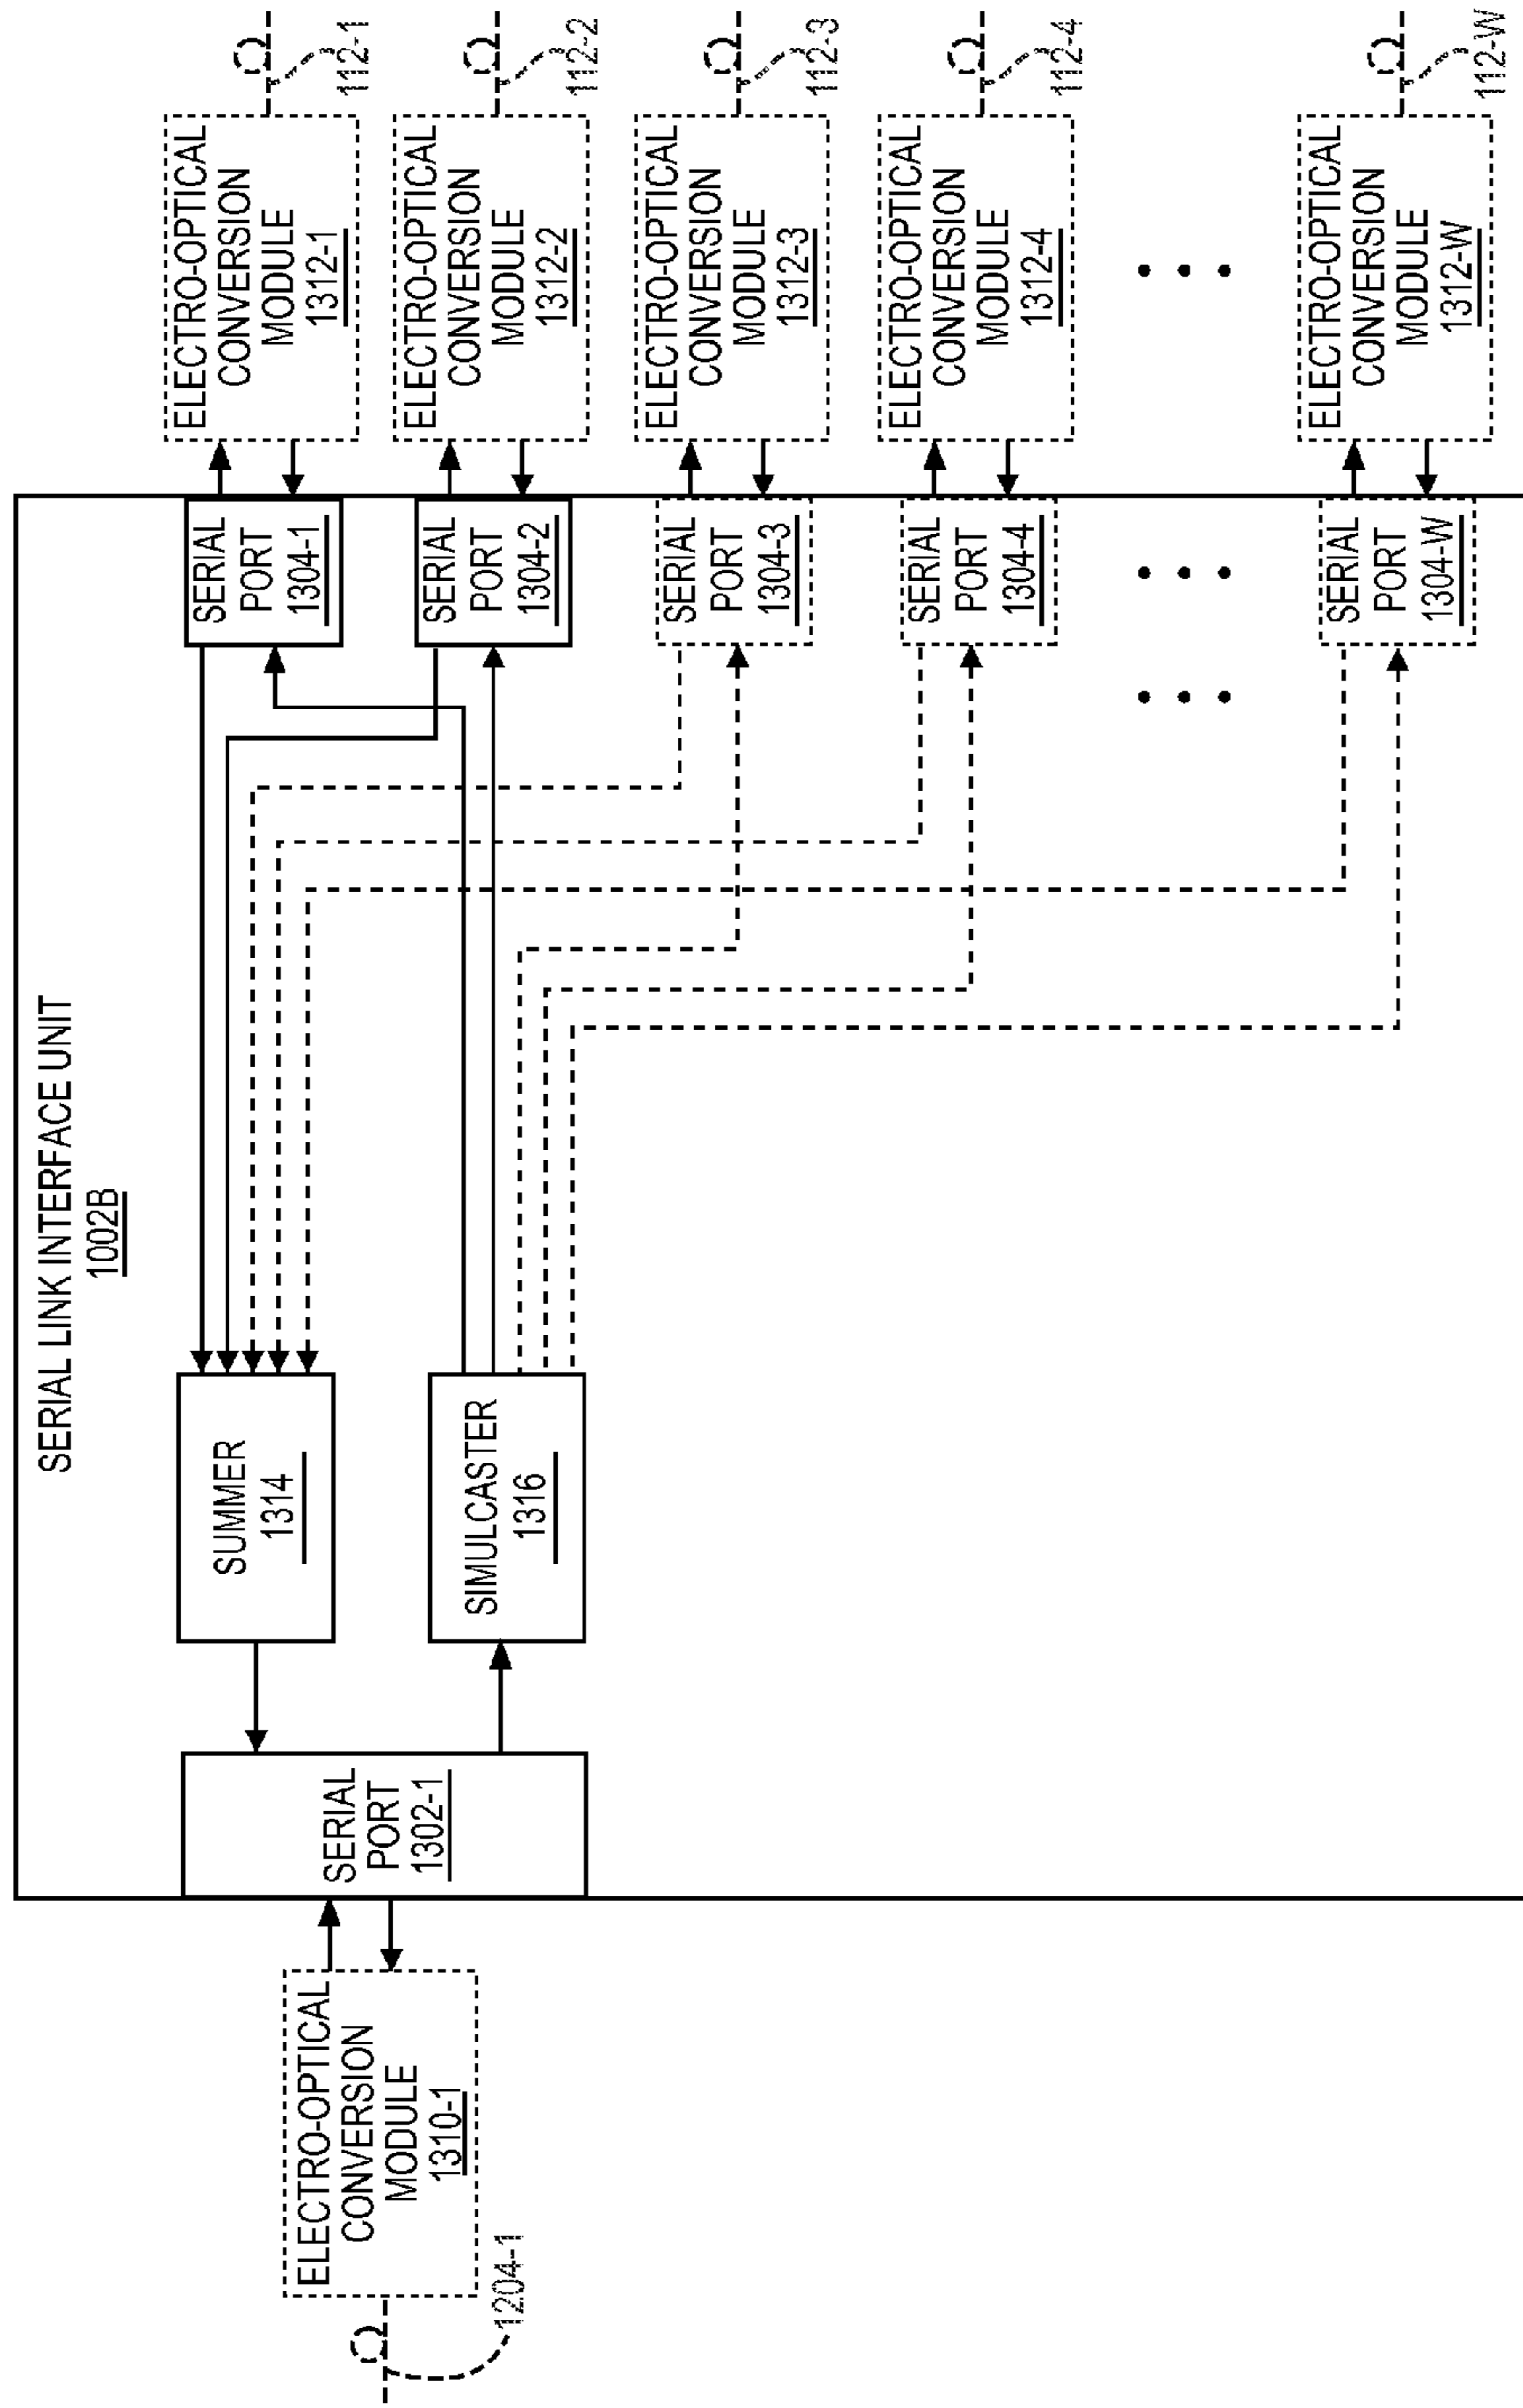 SERIAL LINK INTERFACE UNIT
1002B
ELECTRO-OPTICAL
CONVERSION
MODULE
1310-1
1204-1
SERIAL
PORT
1302-1
SUMMER
1314
SIMULCASTER
1316
SERIAL
PORT
1304-1
ELECTRO-OPTICAL
CONVERSION
MODULE
1312-1
112-1
SERIAL
PORT
1304-2
ELECTRO-OPTICAL
CONVERSION
MODULE
1312-2
112-2
SERIAL
PORT
1304-3
ELECTRO-OPTICAL
CONVERSION
MODULE
1312-3
112-3
SERIAL
PORT
1304-4
ELECTRO-OPTICAL
CONVERSION
MODULE
1312-4
112-4
SERIAL
PORT
1304-W
ELECTRO-OPTICAL
CONVERSION
MODULE
1312-W
112-W